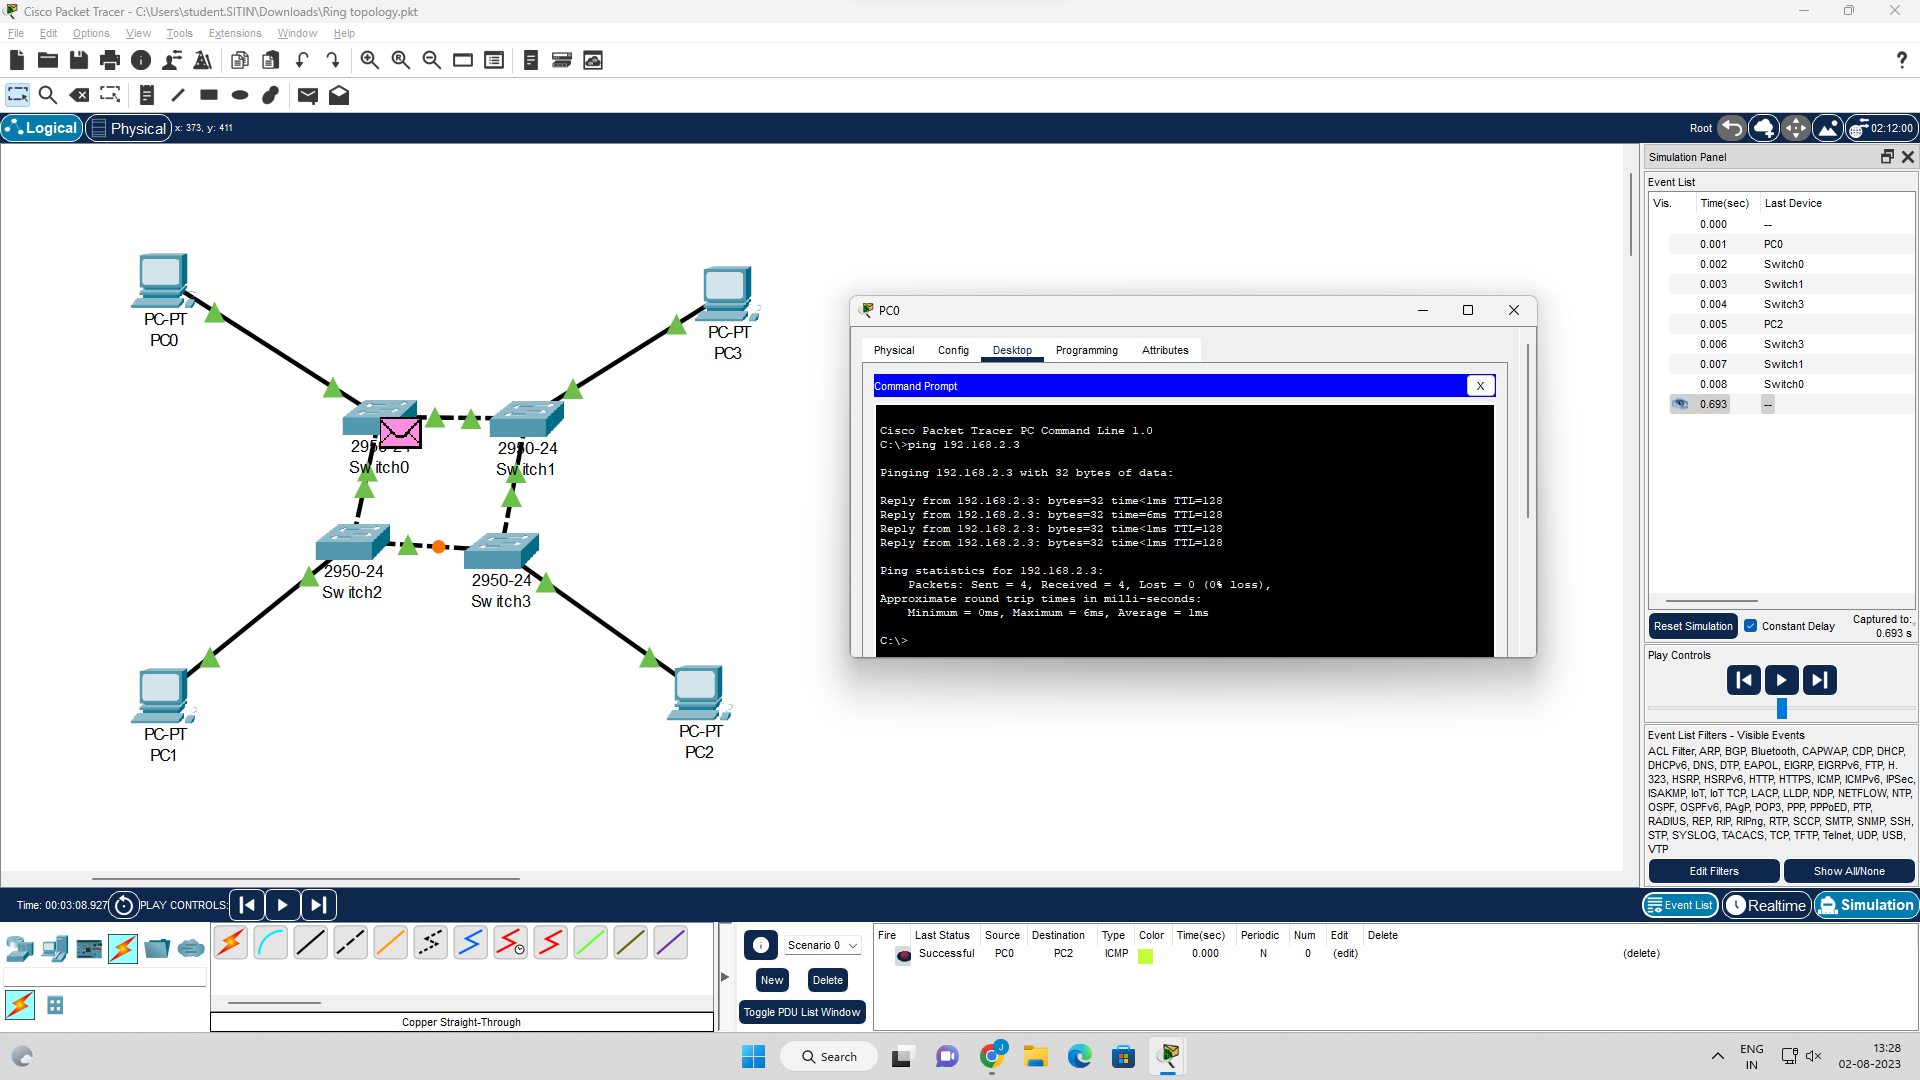 Cisco Packet Tracer - C:\Users\student.SITIN\Downloads\Ring topology.pkt
File Edit Options View Tools Extensions Window Help
Logical Physical x: 373, y: 411 Root 02:12:00
Simulation Panel
Event List
Vis. Time(sec) Last Device
0.000 --
0.001 PC0
0.002 Switch0
0.003 Switch1
0.004 Switch3
0.005 PC2
0.006 Switch3
0.007 Switch1
0.008 Switch0
0.693 --
Reset Simulation Constant Delay Captured to:
0.693 s
Play Controls
Event List Filters - Visible Events
ACL Filter, ARP, BGP, Bluetooth, CAPWAP, CDP, DHCP,
DHCPv6, DNS, DTP, EAPOL, EIGRP, EIGRPv6, FTP, H.
323, HSRP, HSRPv6, HTTP, HTTPS, ICMP, ICMPv6, IPSec,
ISAKMP, IoT, IoT TCP, LACP, LLDP, NDP, NETFLOW, NTP,
OSPF, OSPFv6, PAgP, POP3, PPP, PPPoED, PTP,
RADIUS, REP, RIP, RIPng, RTP, SCCP, SMTP, SNMP, SSH,
STP, SYSLOG, TACACS, TCP, TFTP, Telnet, UDP, USB,
VTP
Edit Filters Show All/None
PC-PT
PC0
PC-PT
PC3
2950-24
Switch0
2950-24
Switch1
2950-24
Switch2
2950-24
Switch3
PC-PT
PC1
PC-PT
PC2
PC0
Physical Config Desktop Programming Attributes
Command Prompt X
Cisco Packet Tracer PC Command Line 1.0
C:\>ping 192.168.2.3
Pinging 192.168.2.3 with 32 bytes of data:
Reply from 192.168.2.3: bytes=32 time<1ms TTL=128
Reply from 192.168.2.3: bytes=32 time=6ms TTL=128
Reply from 192.168.2.3: bytes=32 time<1ms TTL=128
Reply from 192.168.2.3: bytes=32 time<1ms TTL=128
Ping statistics for 192.168.2.3:
Packets: Sent = 4, Received = 4, Lost = 0 (0% loss),
Approximate round trip times in milli-seconds:
Minimum = 0ms, Maximum = 6ms, Average = 1ms
C:\>
Time: 00:03:08.927 PLAY CONTROLS: Event List Realtime Simulation
Scenario 0
New Delete
Toggle PDU List Window
Copper Straight-Through
Fire Last Status Source Destination Type Color Time(sec) Periodic Num Edit Delete
Successful PC0 PC2 ICMP 0.000 N 0 (edit) (delete)
Search J
ENG
IN
13:28
02-08-2023